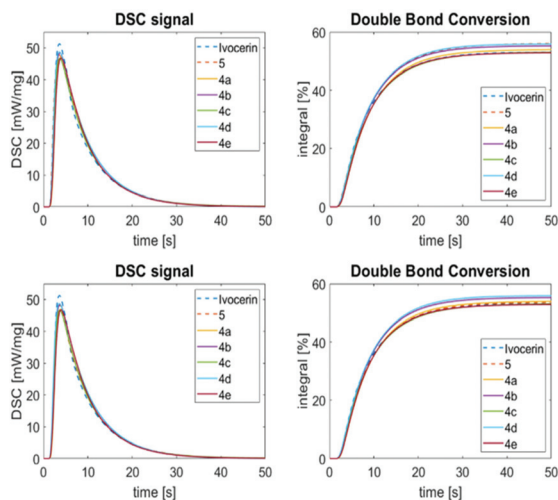 DSC signal
DSC [mW/mg]
50
40
30
20
10
0
Ivocerin
5
4a
4b
4c
4d
4e
0 10 20 30 40 50
time [s]
Double Bond Conversion
integral [%]
60
40
20
0
Ivocerin
5
4a
4b
4c
4d
4e
0 10 20 30 40 50
time [s]
DSC signal
DSC [mW/mg]
50
40
30
20
10
0
Ivocerin
5
4a
4b
4c
4d
4e
0 10 20 30 40 50
time [s]
Double Bond Conversion
integral [%]
60
40
20
0
Ivocerin
5
4a
4b
4c
4d
4e
0 10 20 30 40 50
time [s]